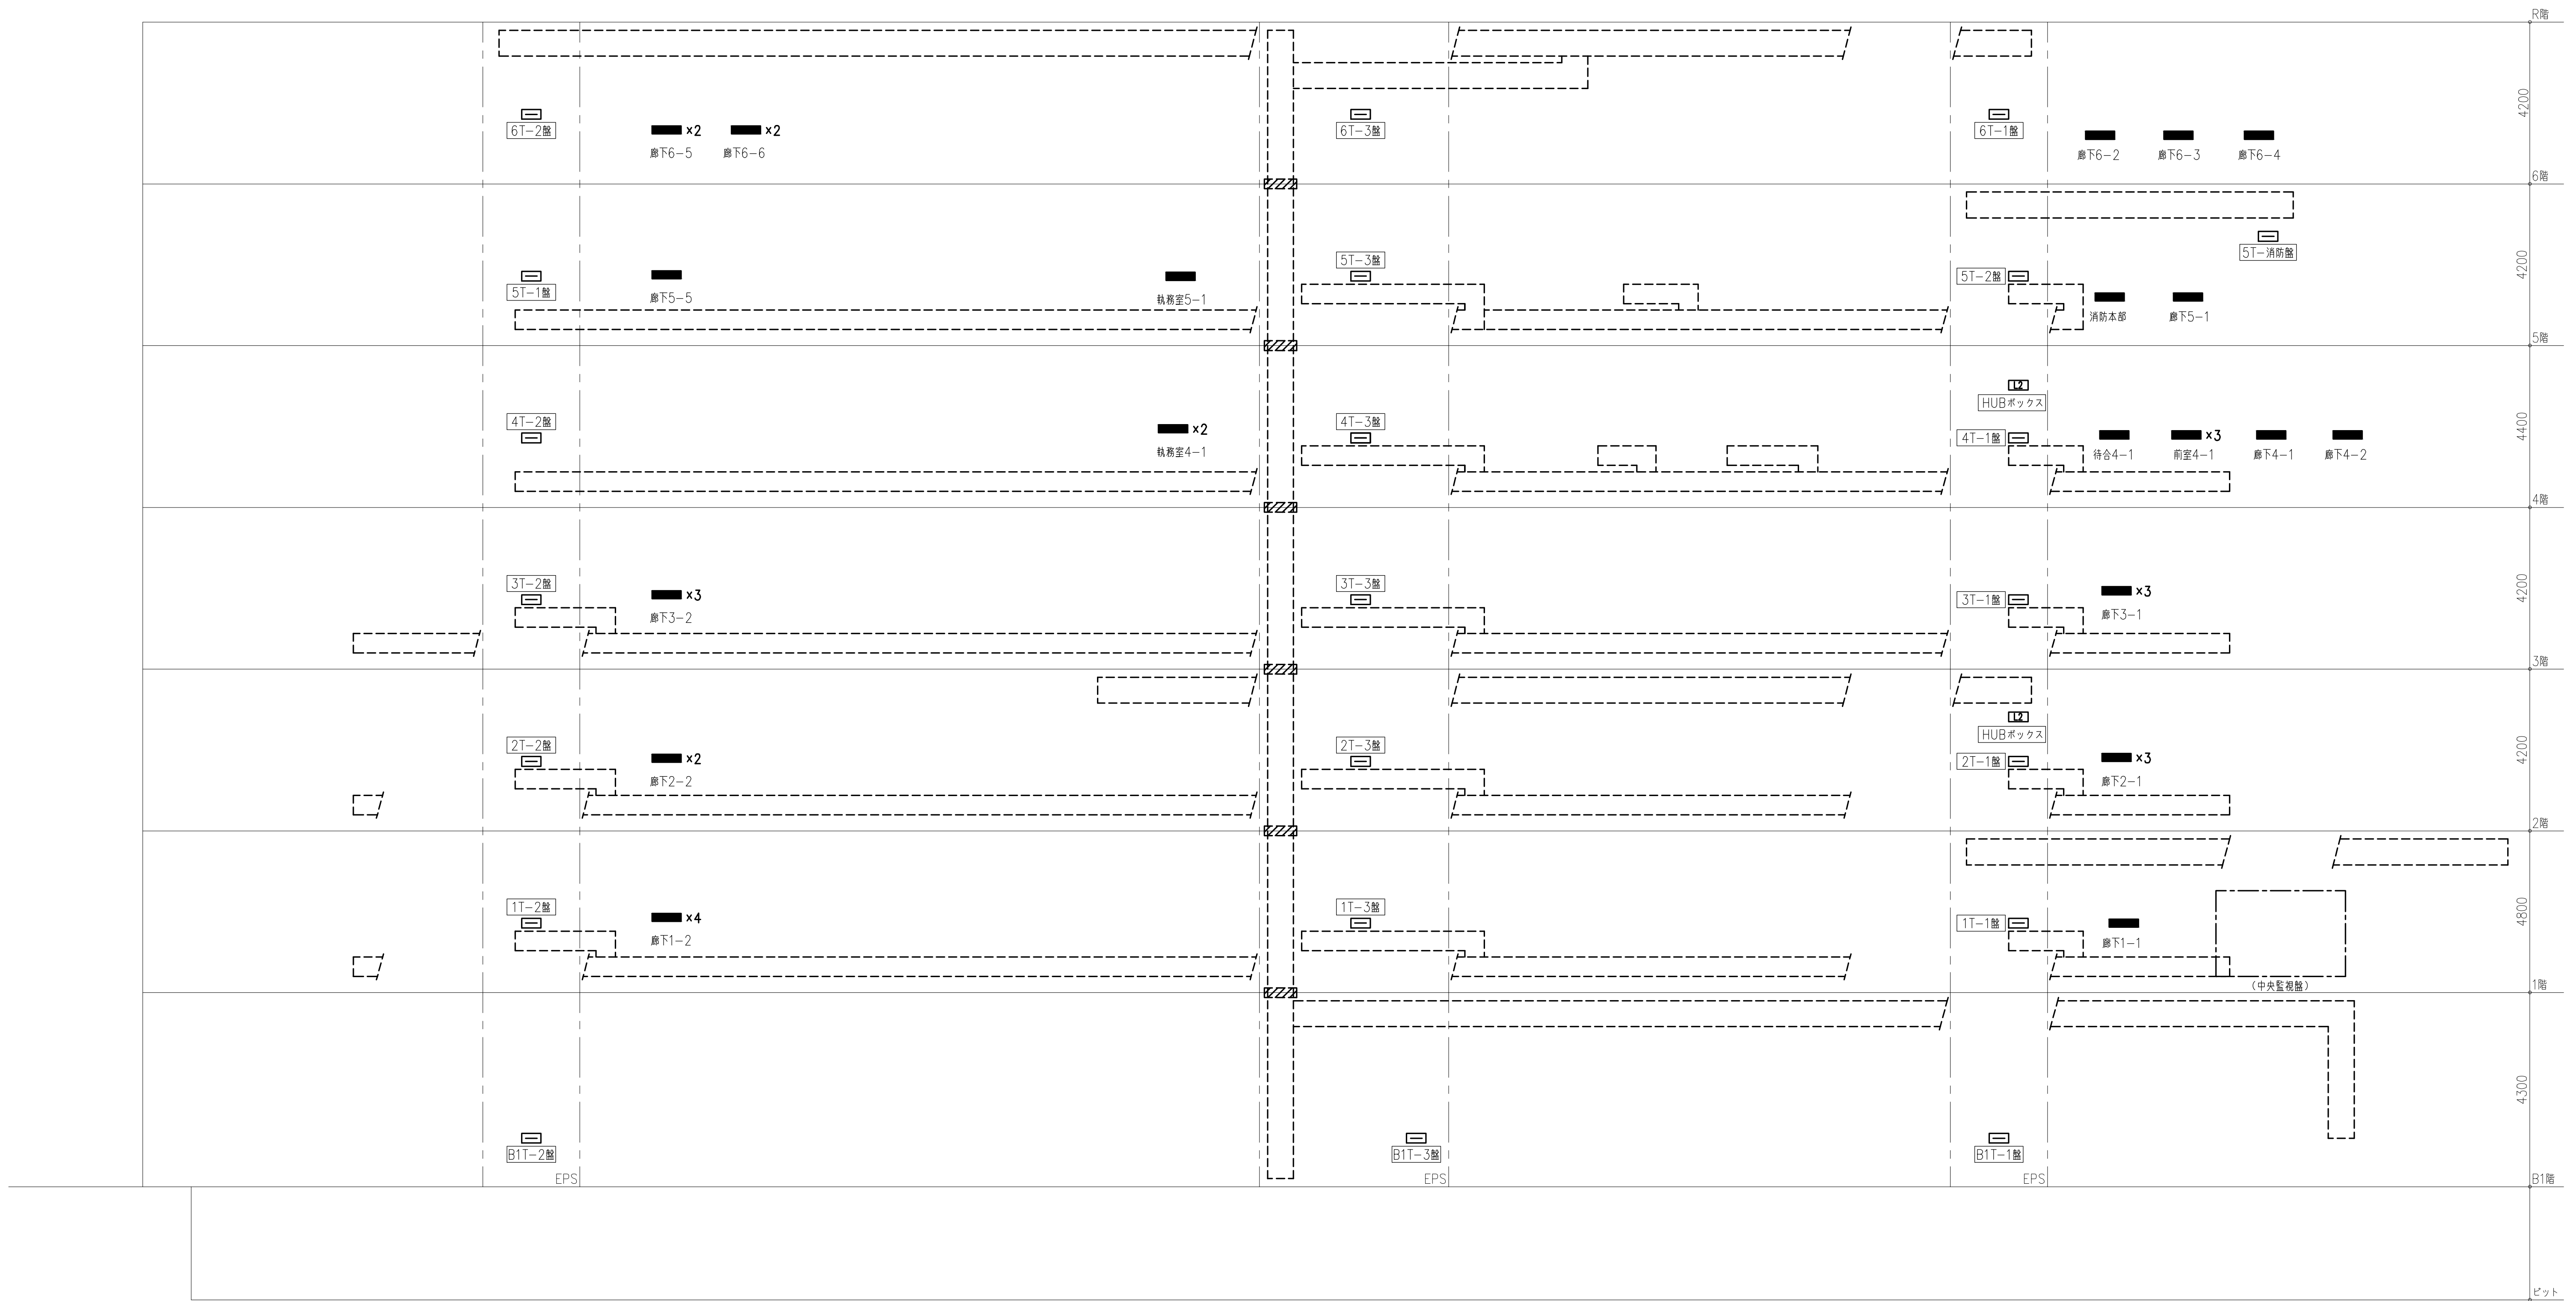 R階
4200
6T-2盤
×2
×2
6T-3盤
6T-1盤
廊下6-5
廊下6-6
廊下6-2
廊下6-3
廊下6-4
6階
5T-消防盤
4200
5T-3盤
5T-2盤
5T-1盤
廊下5-5
執務室5-1
消防本部
廊下5-1
5階
L2
HUBボックス
4400
4T-2盤
×2
4T-3盤
4T-1盤
×3
執務室4-1
待合4-1
前室4-1
廊下4-1
廊下4-2
4階
4200
3T-2盤
×3
3T-3盤
3T-1盤
×3
廊下3-2
廊下3-1
3階
L2
HUBボックス
4200
2T-2盤
×2
2T-3盤
2T-1盤
×3
廊下2-2
廊下2-1
2階
4800
1T-2盤
×4
1T-3盤
1T-1盤
廊下1-2
廊下1-1
(中央監視盤)
1階
4300
B1T-2盤
B1T-3盤
B1T-1盤
EPS
EPS
EPS
B1階
ピット